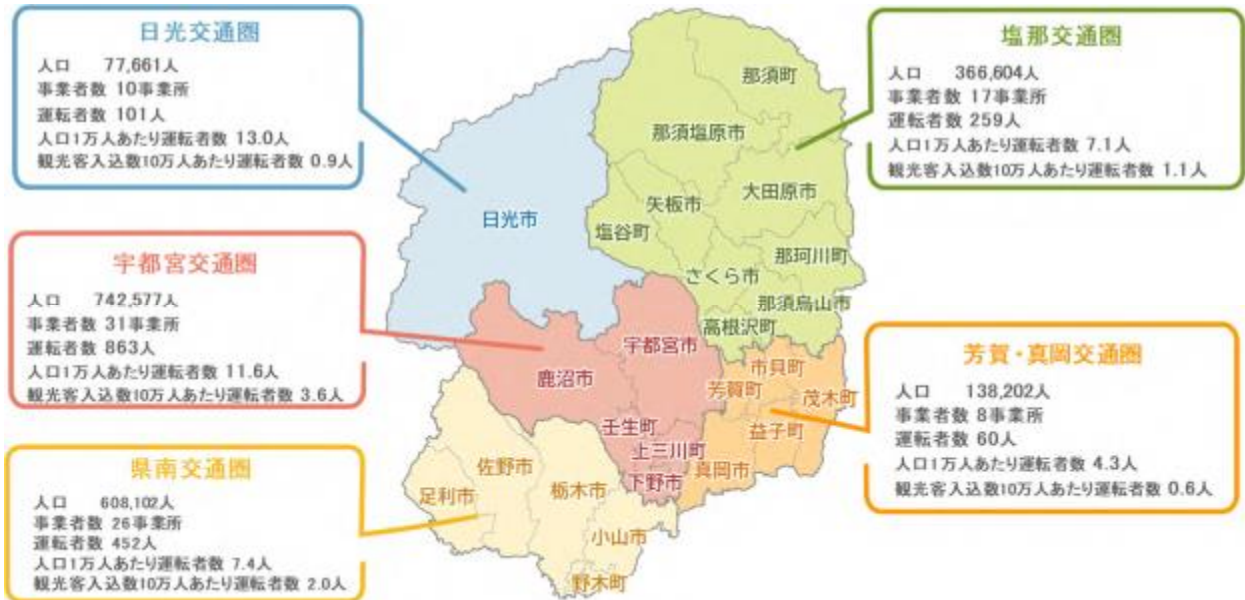 日光交通圏
人口 77,661人
事業者数 10事業所
運転者数 101人
人口1万人あたり運転者数 13.0人
観光客入込数10万人あたり運転者数 0.9人
塩那交通圏
人口 366,604人
事業者数 17事業所
運転者数 259人
人口1万人あたり運転者数 7.1人
観光客入込数10万人あたり運転者数 1.1人
宇都宮交通圏
人口 742,577人
事業者数 31事業所
運転者数 863人
人口1万人あたり運転者数 11.6人
観光客入込数10万人あたり運転者数 3.6人
芳賀・真岡交通圏
人口 138,202人
事業者数 8事業所
運転者数 60人
人口1万人あたり運転者数 4.3人
観光客入込数10万人あたり運転者数 0.6人
県南交通圏
人口 608,102人
事業者数 26事業所
運転者数 452人
人口1万人あたり運転者数 7.4人
観光客入込数10万人あたり運転者数 2.0人
那須町
那須塩原市
大田原市
矢板市
日光市
塩谷町
那珂川町
さくら市
那須烏山市
高根沢町
宇都宮市
市貝町
鹿沼市
芳賀町
茂木町
壬生町
益子町
上三川町
佐野市
真岡市
下野市
足利市
栃木市
小山市
野木町